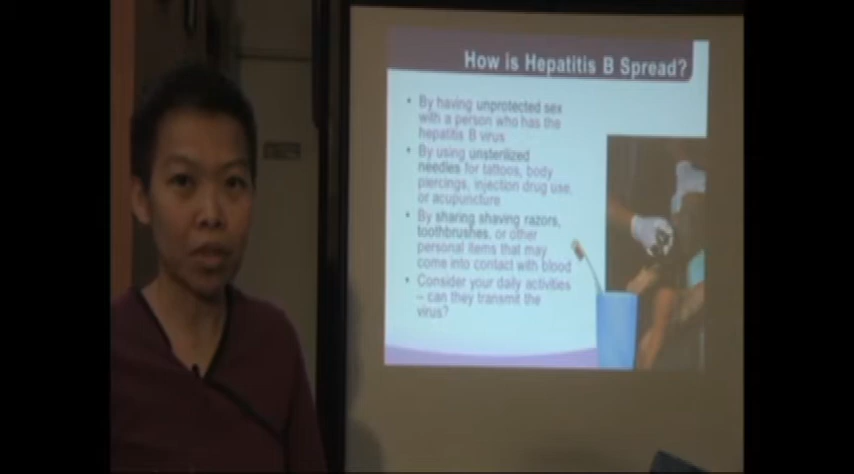 How is Hepatitis B Spread?
• By having unprotected sex
with a person who has the
hepatitis B virus
• By using unsterilized
needles for tattoos, body
piercings, injection drug use,
or acupuncture
• By sharing shaving razors,
toothbrushes, or other
personal items that may
come into contact with blood
• Consider your daily activities
– can they transmit the
virus?